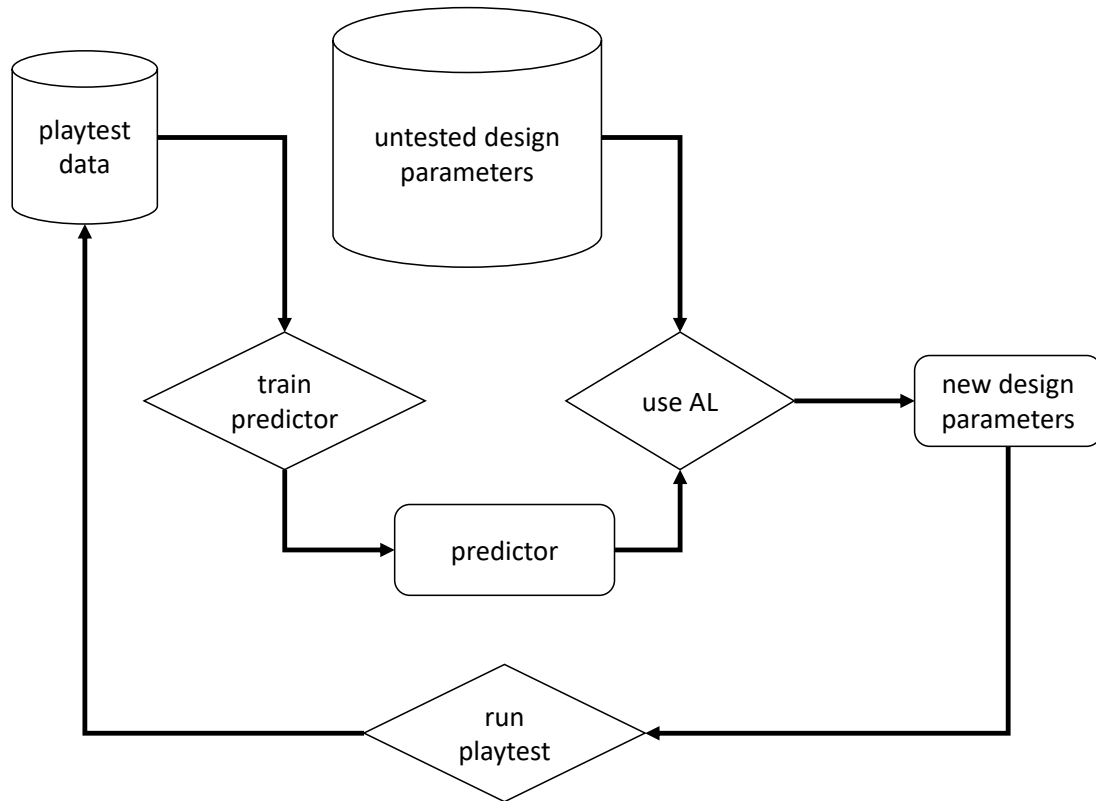 playtest
data
untested design
parameters
train
predictor
use AL
new design
parameters
predictor
run
playtest